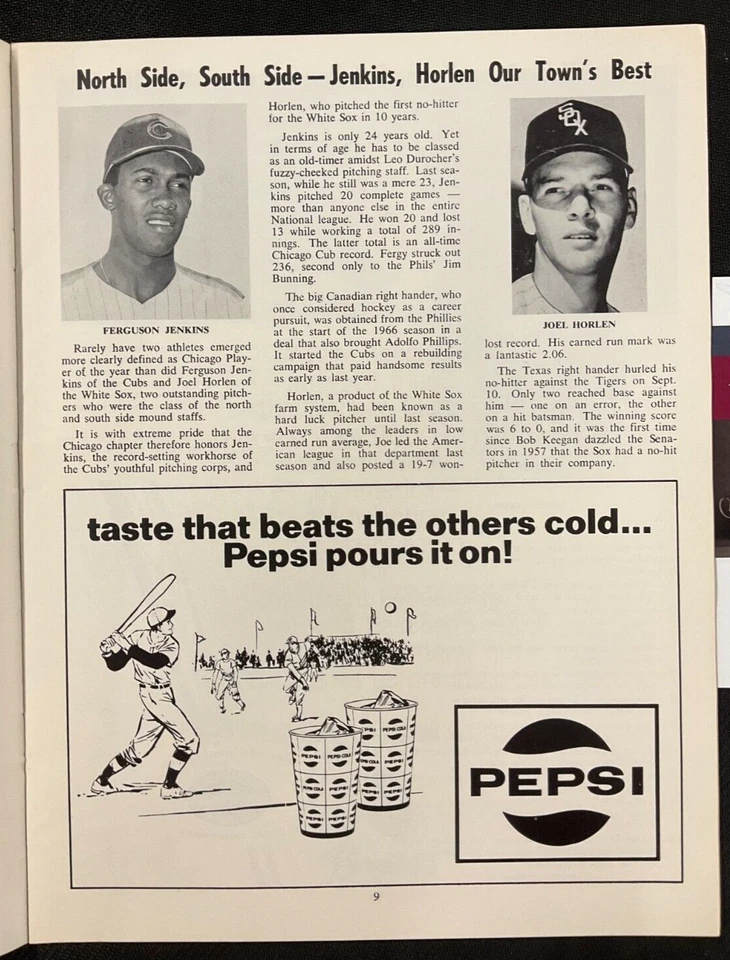 North Side, South Side — Jenkins, Horlen Our Town's Best
FERGUSON JENKINS
Rarely have two athletes emerged
more clearly defined as Chicago Play-
er of the year than did Ferguson Jen-
kins of the Cubs and Joel Horlen of
the White Sox, two outstanding pitch-
ers who were the class of the north
and south side mound staffs.
It is with extreme pride that the
Chicago chapter therefore honors Jen-
kins, the record-setting workhorse of
the Cubs' youthful pitching corps, and
Horlen, who pitched the first no-hitter
for the White Sox in 10 years.
Jenkins is only 24 years old. Yet
in terms of age he has to be classed
as an old-timer amidst Leo Durocher's
fuzzy-cheeked pitching staff. Last sea-
son, while he still was a mere 23, Jen-
kins pitched 20 complete games —
more than anyone else in the entire
National league. He won 20 and lost
13 while working a total of 289 in-
nings. The latter total is an all-time
Chicago Cub record. Fergy struck out
236, second only to the Phils' Jim
Bunning.
The big Canadian right hander, who
once considered hockey as a career
pursuit, was obtained from the Phillies
at the start of the 1966 season in a
deal that also brought Adolfo Phillips.
It started the Cubs on a rebuilding
campaign that paid handsome results
as early as last year.
Horlen, a product of the White Sox
farm system, had been known as a
hard luck pitcher until last season.
Always among the leaders in low
earned run average, Joe led the Amer-
ican league in that department last
season and also posted a 19-7 won-
SOX
JOEL HORLEN
lost record. His earned run mark was
a fantastic 2.06.
The Texas right hander hurled his
no-hitter against the Tigers on Sept.
10. Only two reached base against
him — one on an error, the other
on a hit batsman. The winning score
was 6 to 0, and it was the first time
since Bob Keegan dazzled the Sena-
tors in 1957 that the Sox had a no-hit
pitcher in their company.
taste that beats the others cold...
Pepsi pours it on!
PEPSI
9